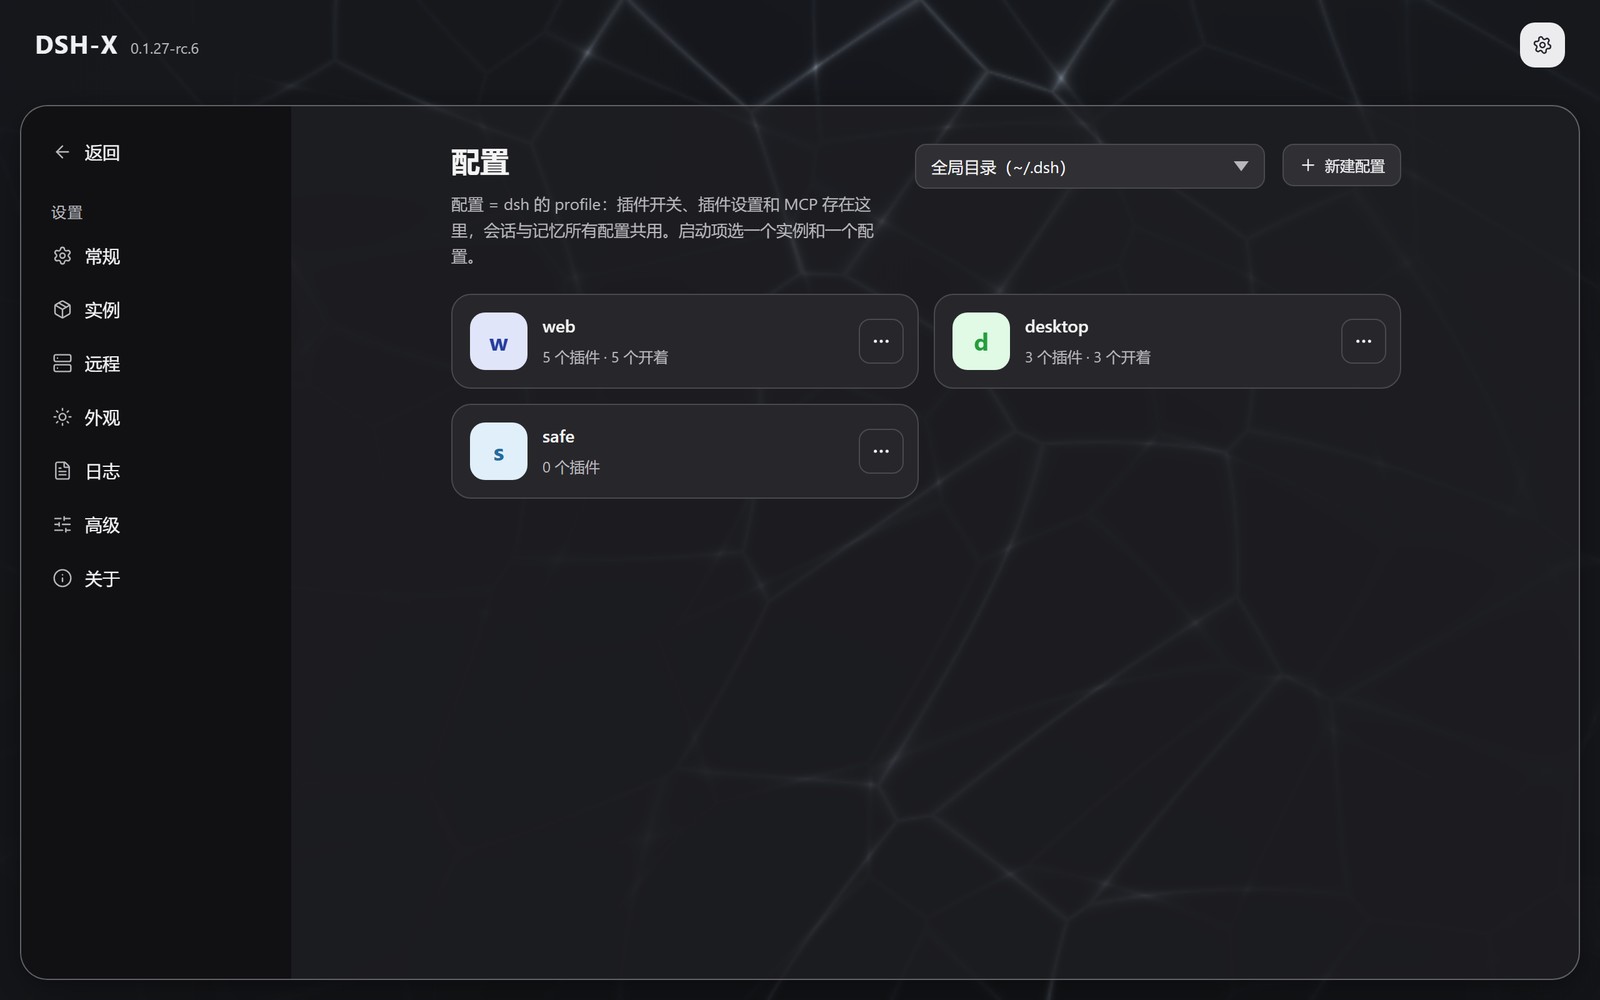 DSH-X 0.1.27-rc.6
返回
设置
常规
实例
远程
外观
日志
高级
关于
配置
全局目录（~/.dsh）
新建配置
配置 = dsh 的 profile：插件开关、插件设置和 MCP 存在这
里，会话与记忆所有配置共用。启动项选一个实例和一个配
置。
w
web
5 个插件 · 5 个开着
d
desktop
3 个插件 · 3 个开着
s
safe
0 个插件